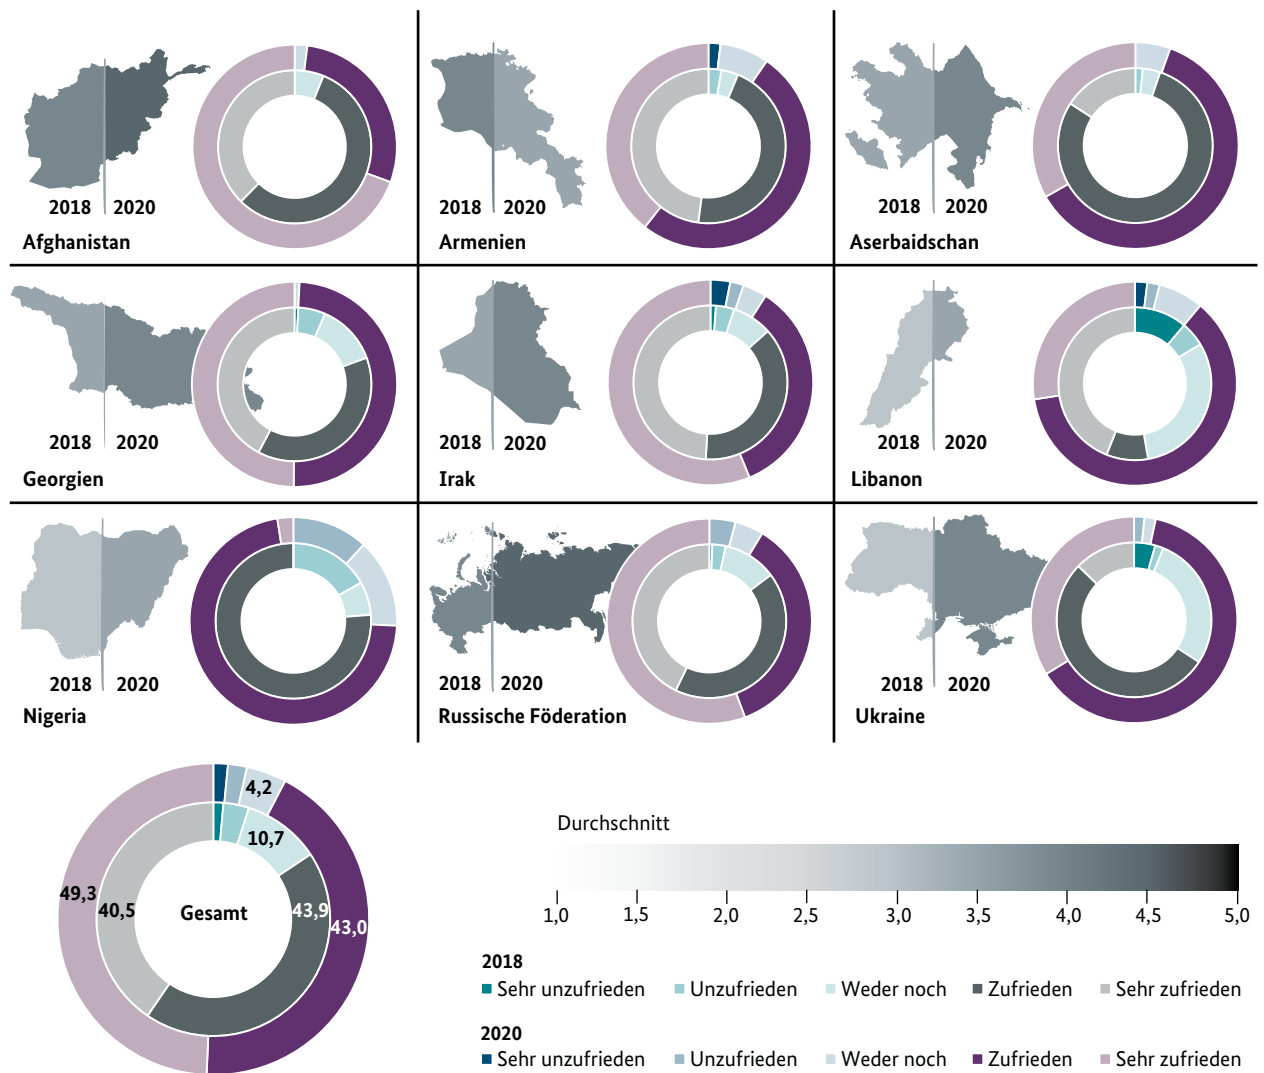 2018 2020
Afghanistan
2018 2020
Armenien
2018 2020
Aserbaidschan
2018 2020
Georgien
2018 2020
Irak
2018 2020
Libanon
2018 2020
Nigeria
2018 2020
Russische Föderation
2018 2020
Ukraine
4,2
10,7
49,3
40,5
Gesamt
43,9
43,0
Durchschnitt
1,0 1,5 2,0 2,5 3,0 3,5 4,0 4,5 5,0
2018
Sehr unzufrieden Unzufrieden Weder noch Zufrieden Sehr zufrieden
2020
Sehr unzufrieden Unzufrieden Weder noch Zufrieden Sehr zufrieden